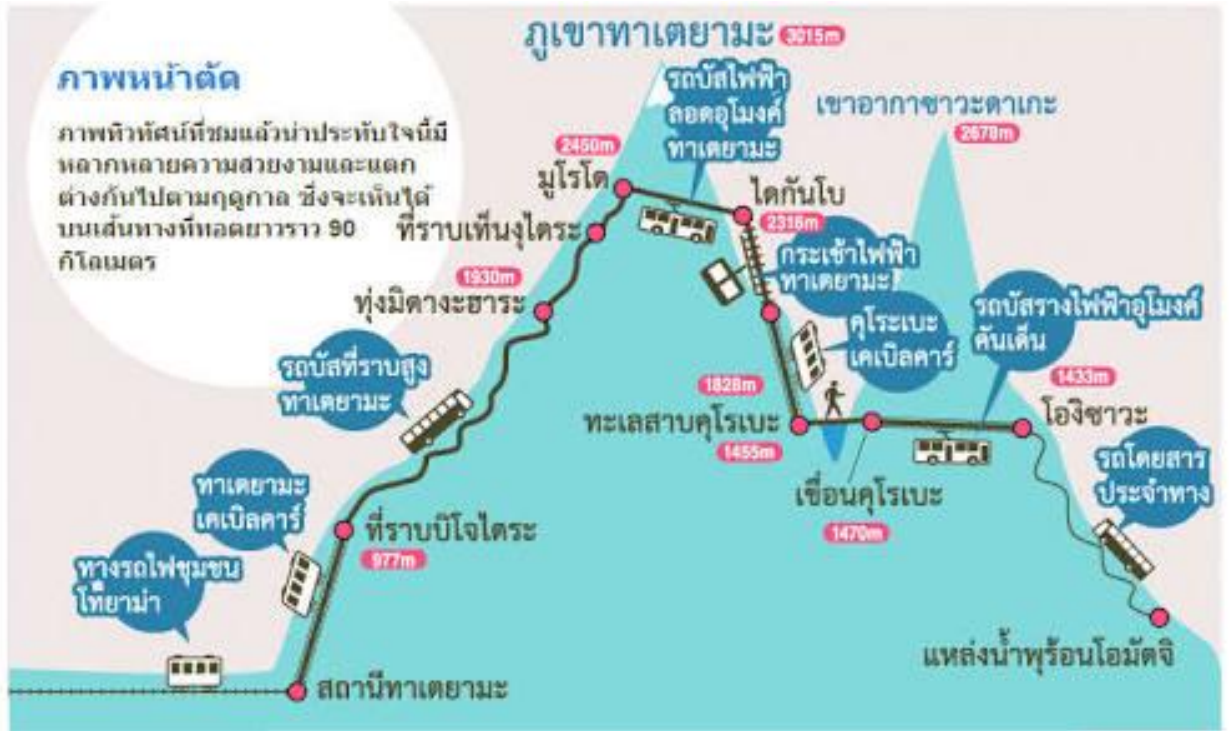 ภูเขาทาเตยามะ 3015m
ภาพหน้าตัด
ภาพทิวทัศน์ที่ชมแล้วน่าประทับใจนี้มี
หลากหลายความสวยงามและแตก
ต่างกันไปตามฤดูกาล ซึ่งจะเห็นได้
บนเส้นทางที่ทอดยาวราว 90
กิโลเมตร
รถบัสไฟฟ้า
ลอดอุโมงค์
ทาเตยามะ
เขาอากาซาวะดาเกะ
2678m
2450m
มูโรโด
ไดกันโบ
2316m
ที่ราบเท็นงุไดระ
กระเช้าไฟฟ้า
ทาเตยามะ
1930m
ทุ่งมิดางะฮาระ
คุโระเบะ
เคเบิลคาร์
รถบัสรางไฟฟ้าอุโมงค์
คันเด็น
รถบัสที่ราบสูง
ทาเตยามะ
1828m
1433m
ทะเลสาบคุโรเบะ
1455m
โองิซาวะ
เขื่อนคุโรเบะ
1470m
รถโดยสาร
ประจำทาง
ทาเตยามะ
เคเบิลคาร์
ที่ราบบิโจไดระ
977m
ทางรถไฟชุมชน
โทยาม่า
แหล่งน้ำพุร้อนโอมัตจิ
สถานีทาเตยามะ